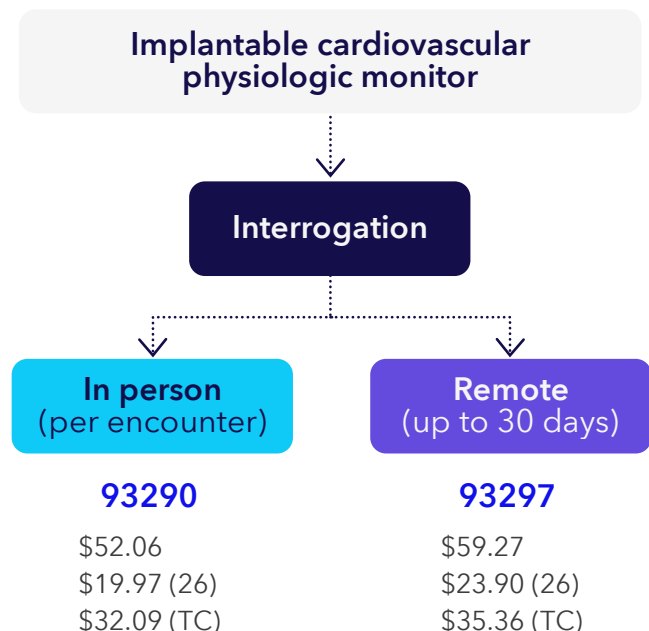 Implantable cardiovascular
physiologic monitor
Interrogation
In person
(per encounter)
93290
$52.06
$19.97 (26)
$32.09 (TC)
Remote
(up to 30 days)
93297
$59.27
$23.90 (26)
$35.36 (TC)